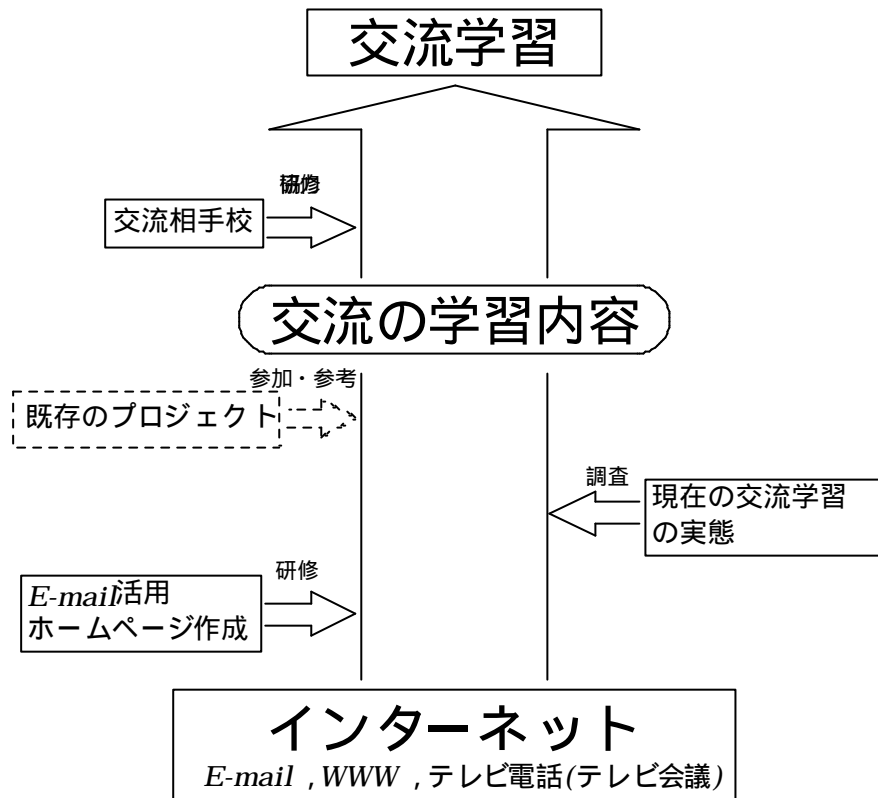 交流学習
交流相手校
交流の学習内容
参加・参考
既存のプロジェクト
調査
現在の交流学習
の実態
研修
E-mail活用
ホームページ作成
インターネット
E-mail , WWW , テレビ電話(テレビ会議)